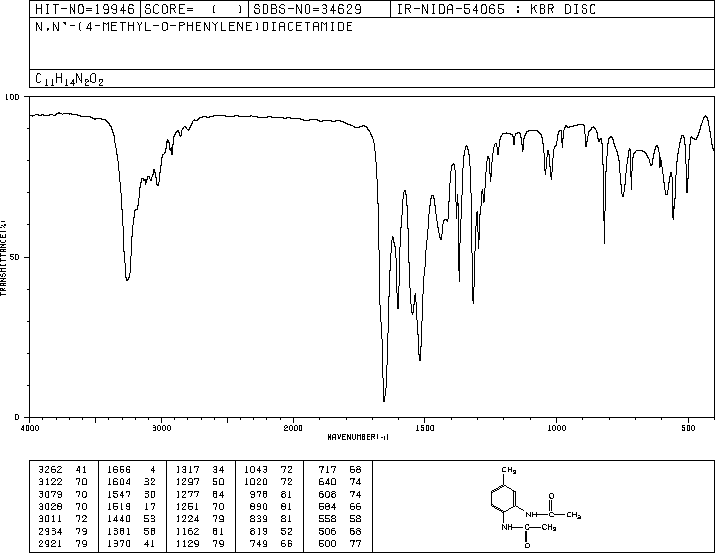 HIT-NO=19946 SCORE= ( ) SDBS-NO=34629 IR-NIDA-54065 : KBR DISC
N,N'-(4-METHYL-O-PHENYLENE)DIACETAMIDE
C11H14N2O2
100
50
0
TRANSMITTANCE(%)
4000 3000 2000 1500 1000 500
WAVENUMBER(-1)
3262 41 1656 4 1317 34 1043 72 717 68
3122 70 1604 32 1297 50 1020 72 640 74
3079 70 1547 30 1277 64 978 81 608 74
3028 70 1519 17 1251 70 890 81 584 66
3011 72 1440 53 1224 79 839 81 558 58
2934 79 1381 58 1162 81 819 52 506 58
2921 79 1370 41 1129 79 749 66 500 77
CH3
O
NH C CH3
NH C CH3
O